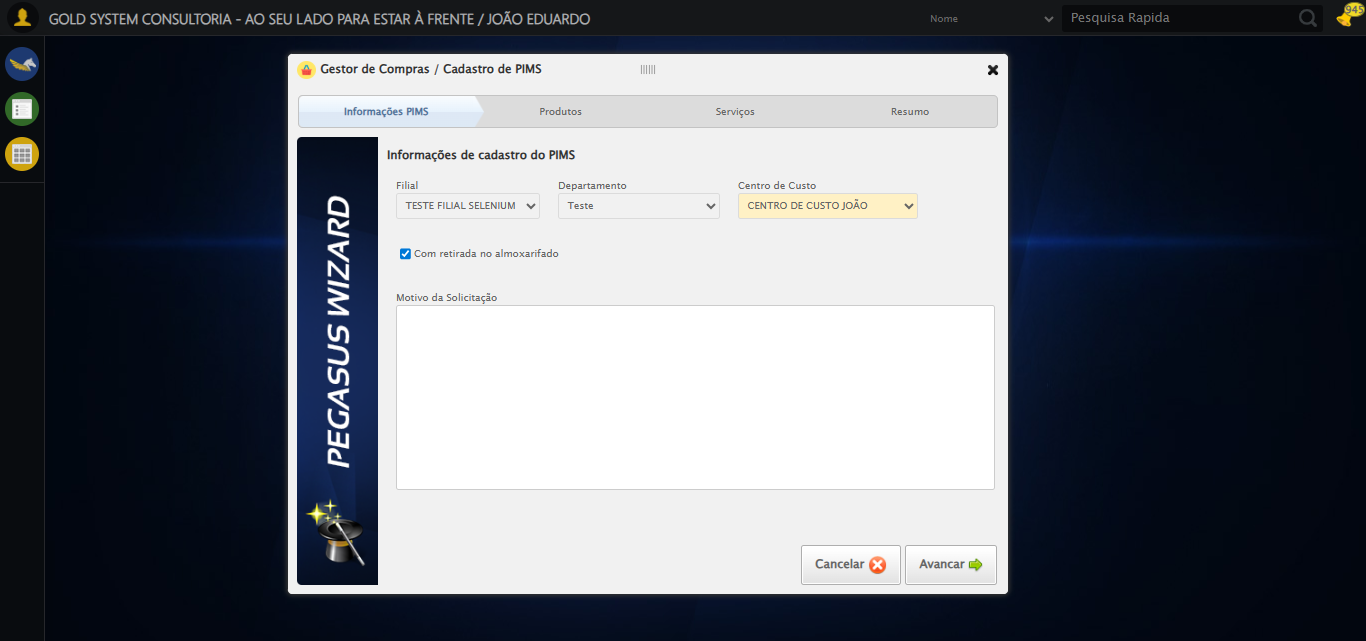 GOLD SYSTEM CONSULTORIA - AO SEU LADO PARA ESTAR À FRENTE / JOÃO EDUARDO
Nome
Pesquisa Rapida
945
Gestor de Compras / Cadastro de PIMS
Informações PIMS
Produtos
Serviços
Resumo
PEGASUS WIZARD
Informações de cadastro do PIMS
Filial
Departamento
Centro de Custo
TESTE FILIAL SELENIUM
Teste
CENTRO DE CUSTO JOÃO
Com retirada no almoxarifado
Motivo da Solicitação
Cancelar
Avancar